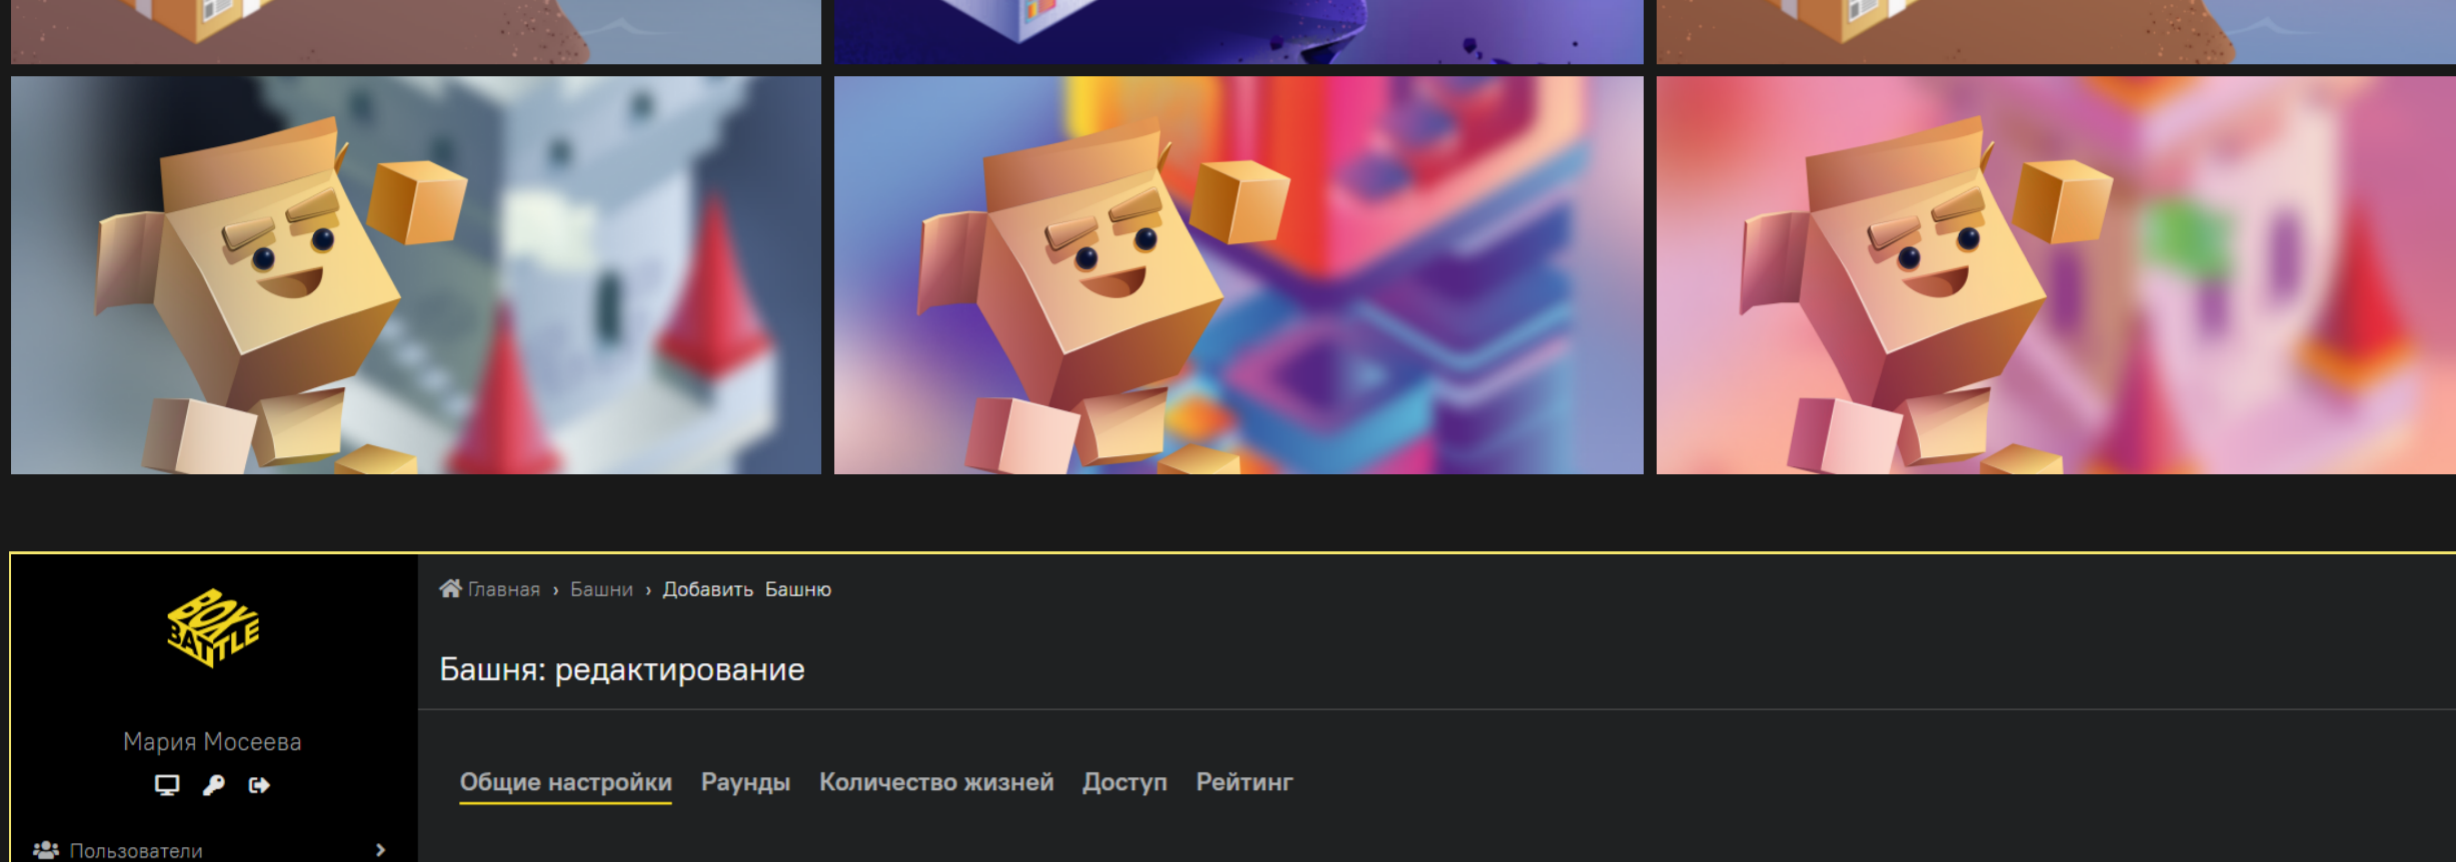 BOX
BATTLE
Главная › Башни › Добавить Башню
Башня: редактирование
Мария Мосеева
Общие настройки Раунды Количество жизней Доступ Рейтинг
Пользователи